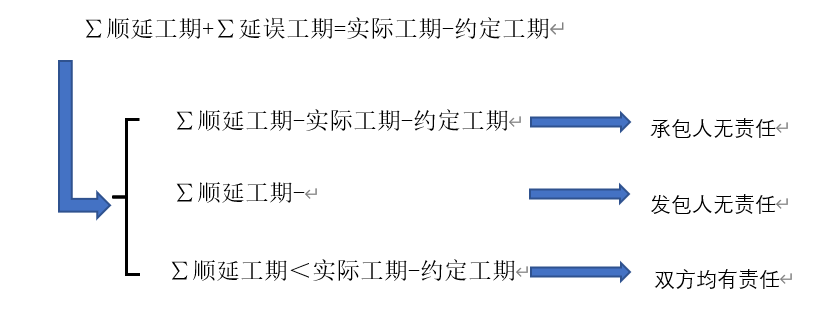 ∑顺延工期+∑延误工期=实际工期-约定工期
∑顺延工期-实际工期-约定工期
承包人无责任
∑顺延工期-
发包人无责任
∑顺延工期＜实际工期-约定工期
双方均有责任